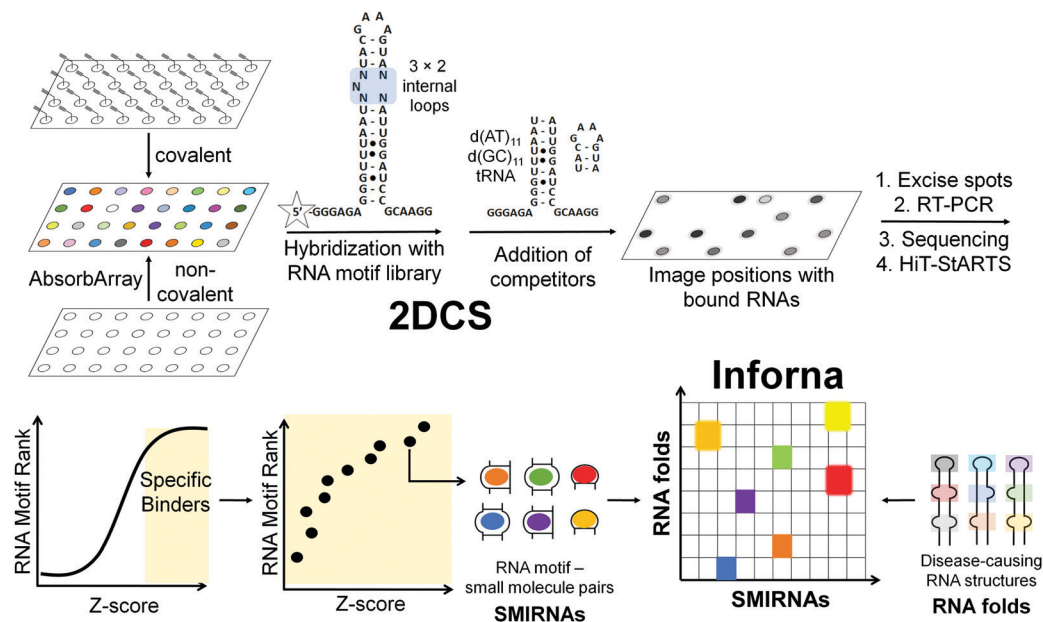 covalent
AbsorbArray
non-
covalent
A
A A
G A
C G
A - U
U - A
N N
N
N N
U - A
A - U
A - U
U • G
U • G
U - A
G • U
G - C
G - C
3 × 2
internal
loops
5'
-GGGAGA
GCAAGG
Hybridization with
RNA motif library
2DCS
d(AT)11
d(GC)11
tRNA
GGGAGA
GCAAGG
Addition of
competitors
Image positions with
bound RNAs
1. Excise spots
2. RT-PCR
3. Sequencing
4. HiT-StARTS
RNA Motif Rank
Specific
Binders
Z-score
RNA Motif Rank
Z-score
RNA motif –
small molecule pairs
SMIRNAs
Inforna
RNA folds
SMIRNAs
Disease-causing
RNA structures
RNA folds